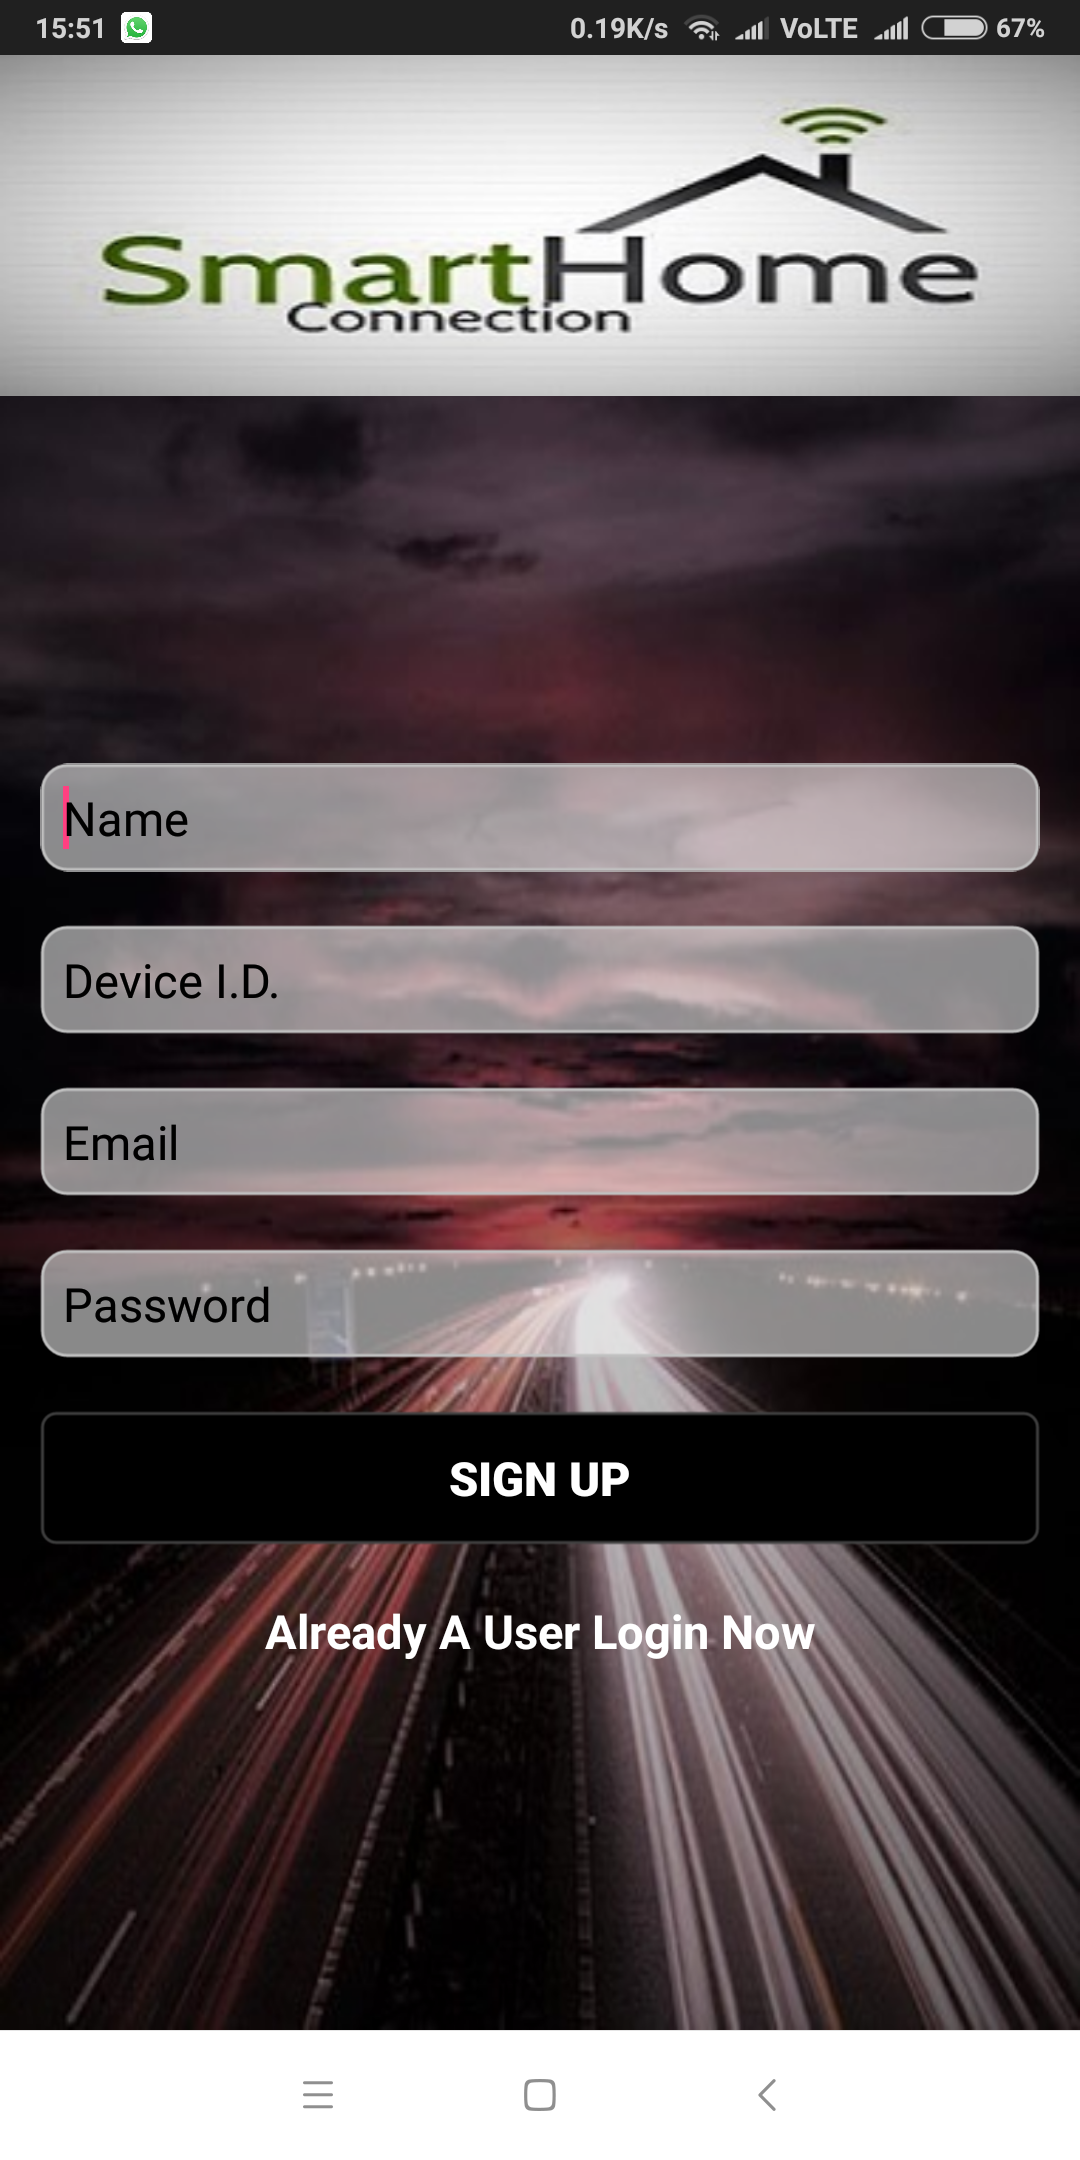 15:51 0.19K/s VoLTE 67%
SmartHome
Connection
Name
Device I.D.
Email
Password
SIGN UP
Already A User Login Now